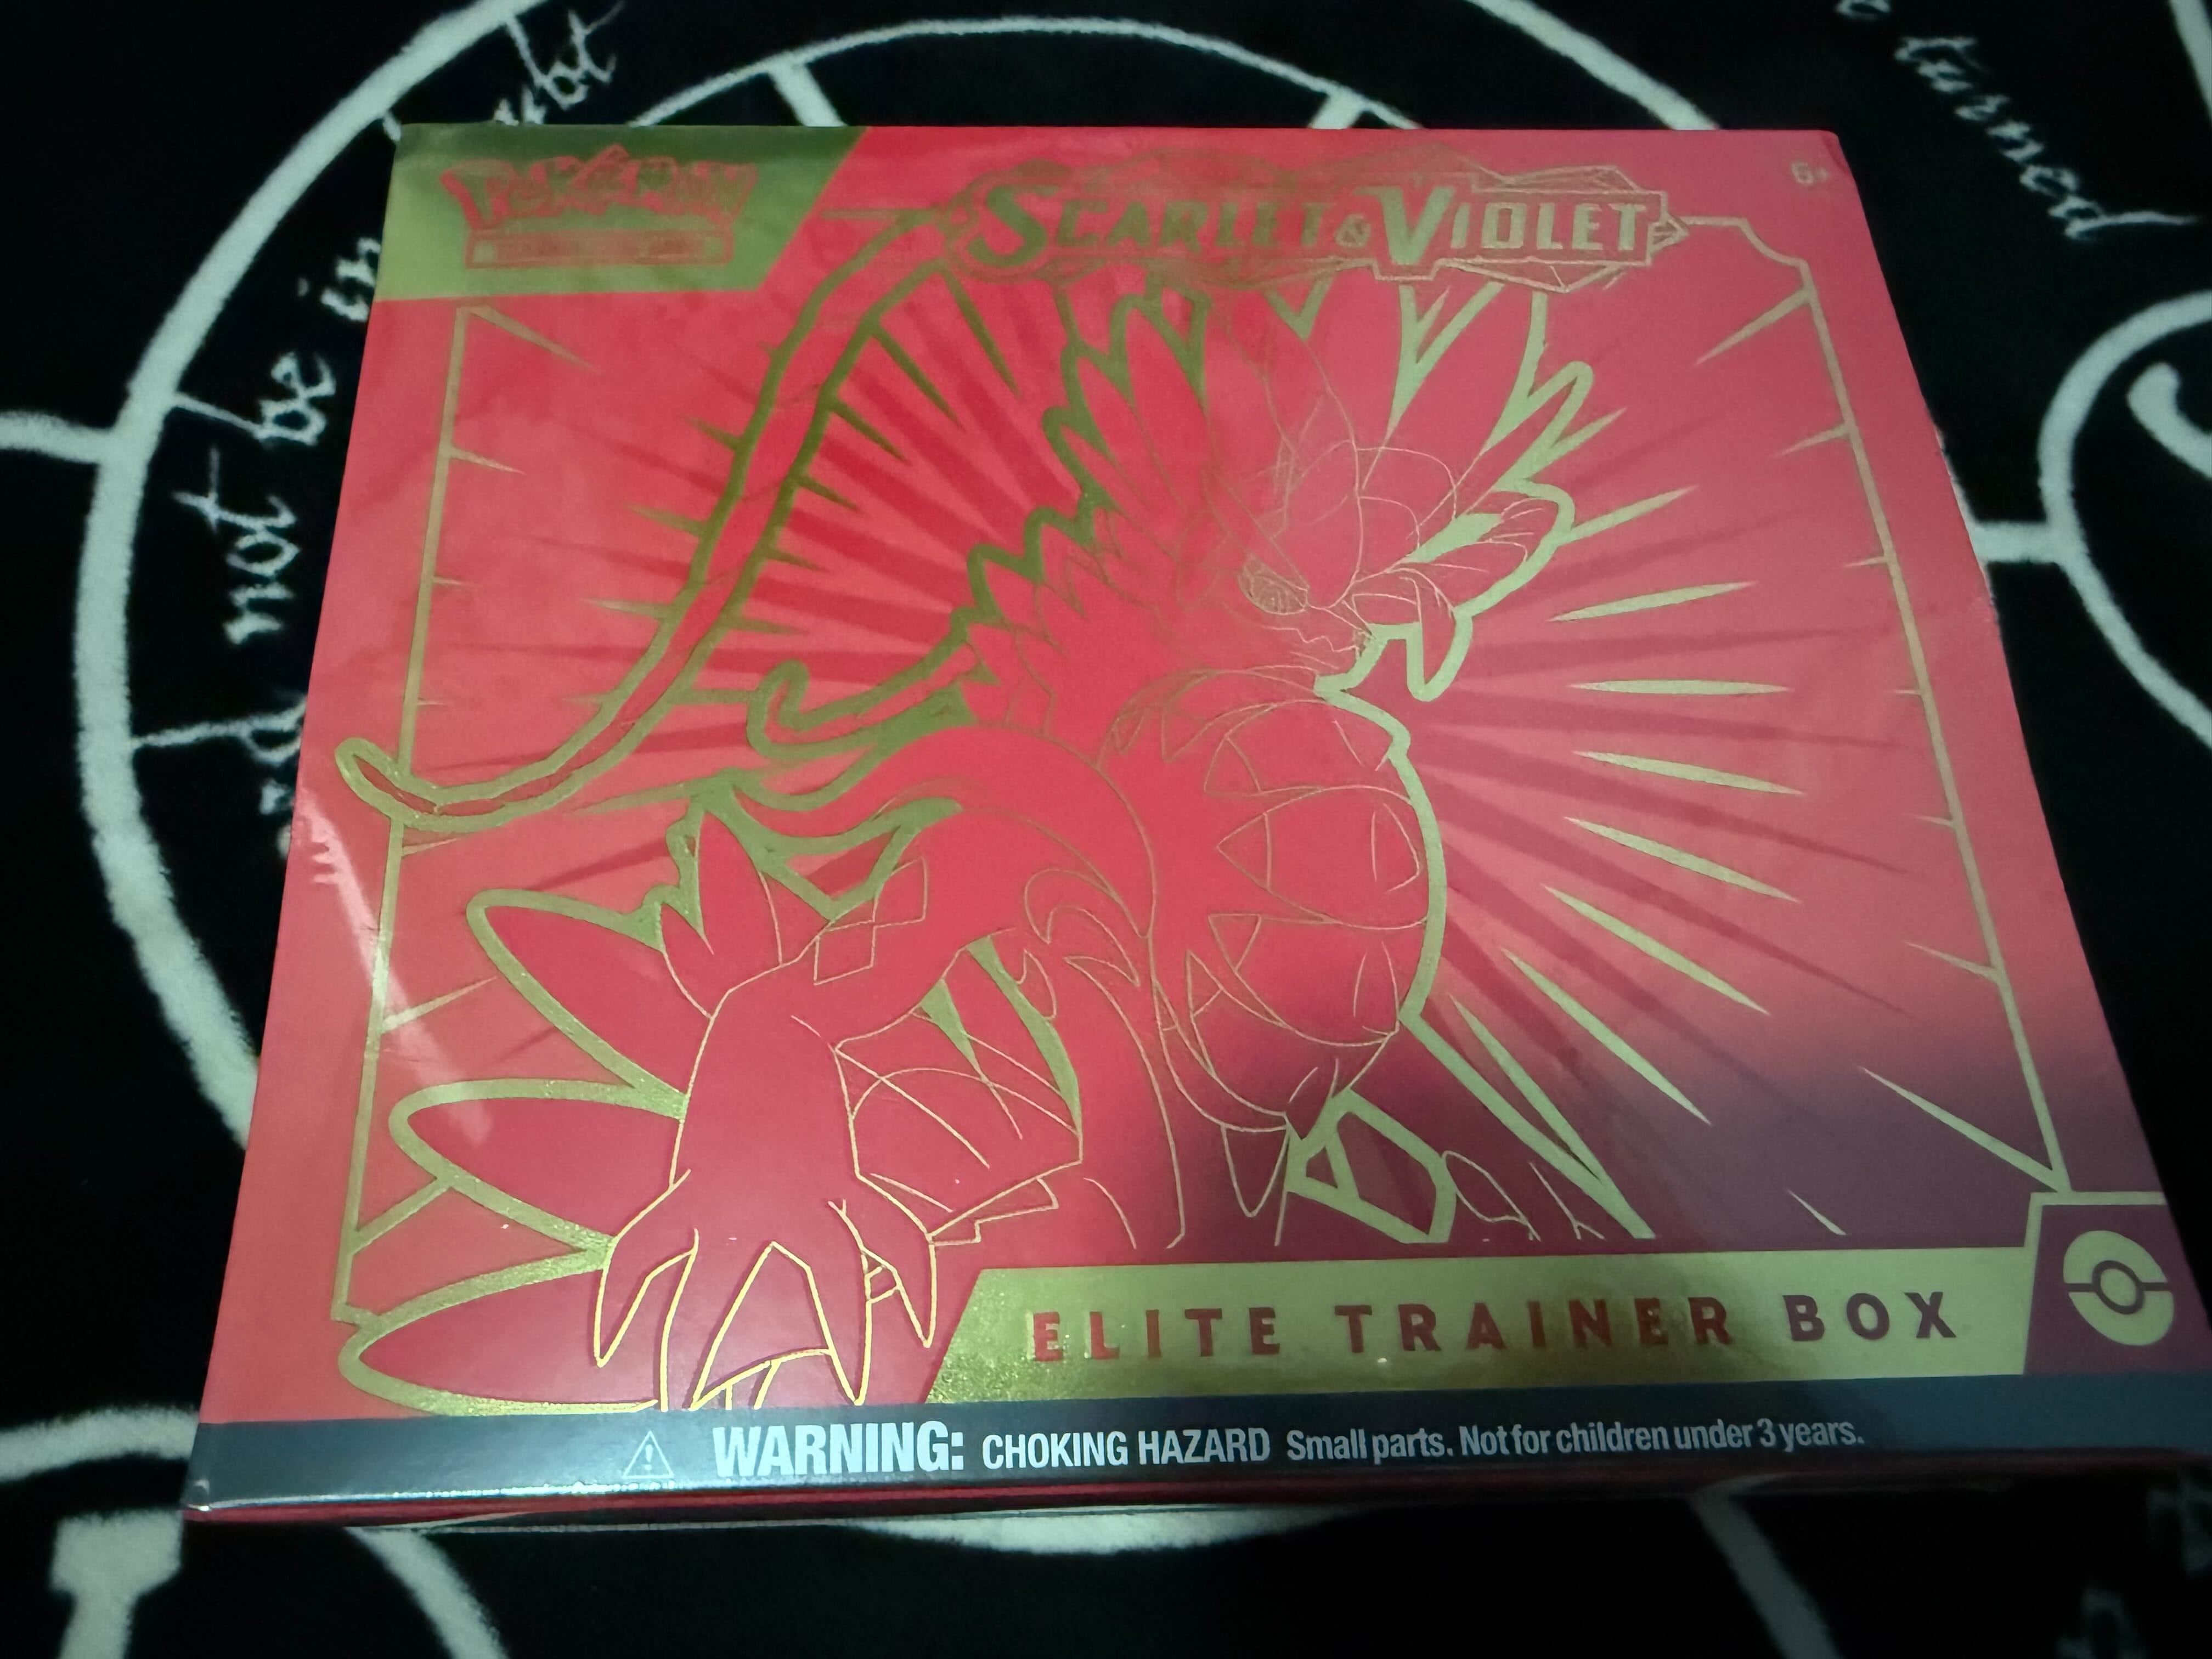 not be in
turned
POKÉMON
SCARLET & VIOLET
6+
ELITE TRAINER BOX
WARNING: CHOKING HAZARD Small parts. Not for children under 3 years.